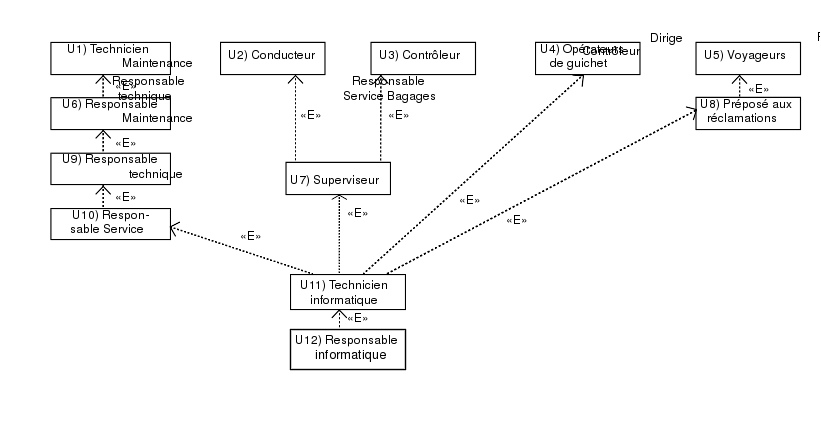 Dirige
U1) Technicien
Maintenance
U2) Conducteur
U3) Contrôleur
U4) Opérateurs
de guichet
Contrôleur
U5) Voyageurs
Responsable
technique
«E»
Responsable
Service Bagages
«E»
U6) Responsable
Maintenance
U8) Préposé aux
réclamations
«E»
«E»
«E»
U9) Responsable
technique
U7) Superviseur
«E»
«E»
«E»
«E»
U10) Respon-
sable Service
«E»
U11) Technicien
informatique
«E»
U12) Responsable
informatique